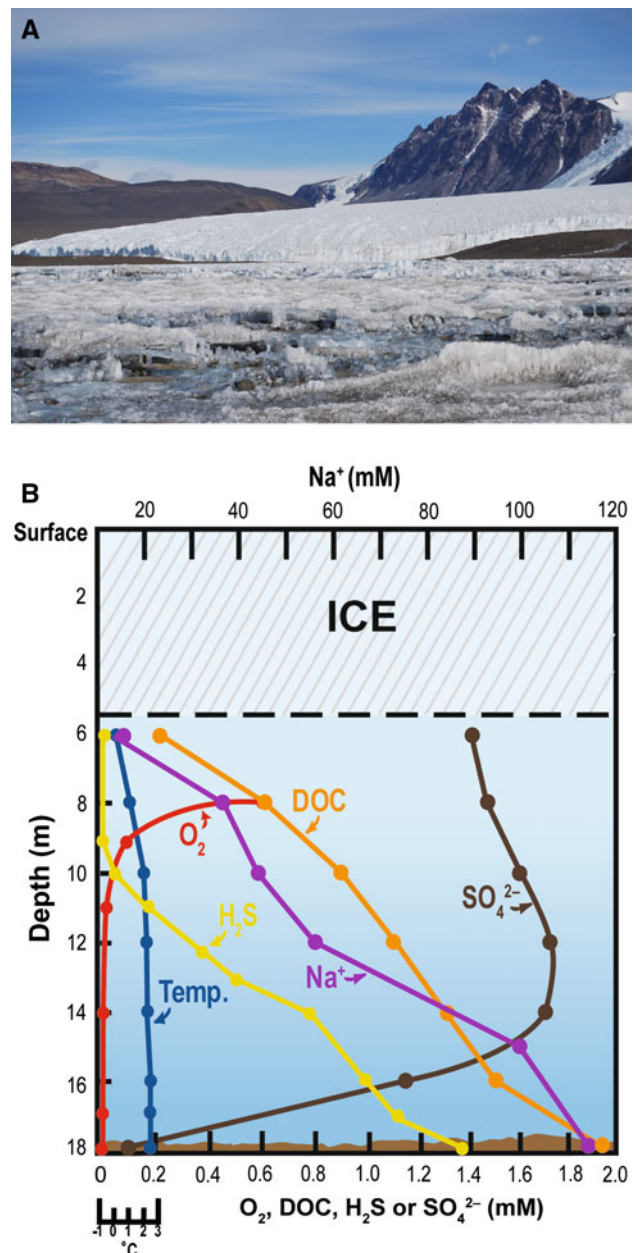 A
B
Na⁺ (mM)
20 40 60 80 100 120
Surface
ICE
2
4
6
8
10
12
14
16
18
Depth (m)
DOC
O₂
SO₄²⁻
H₂S
Na⁺
Temp.
0 0.2 0.4 0.6 0.8 1.0 1.2 1.4 1.6 1.8 2.0
-1 0 1 2 3
°C
O₂, DOC, H₂S or SO₄²⁻ (mM)